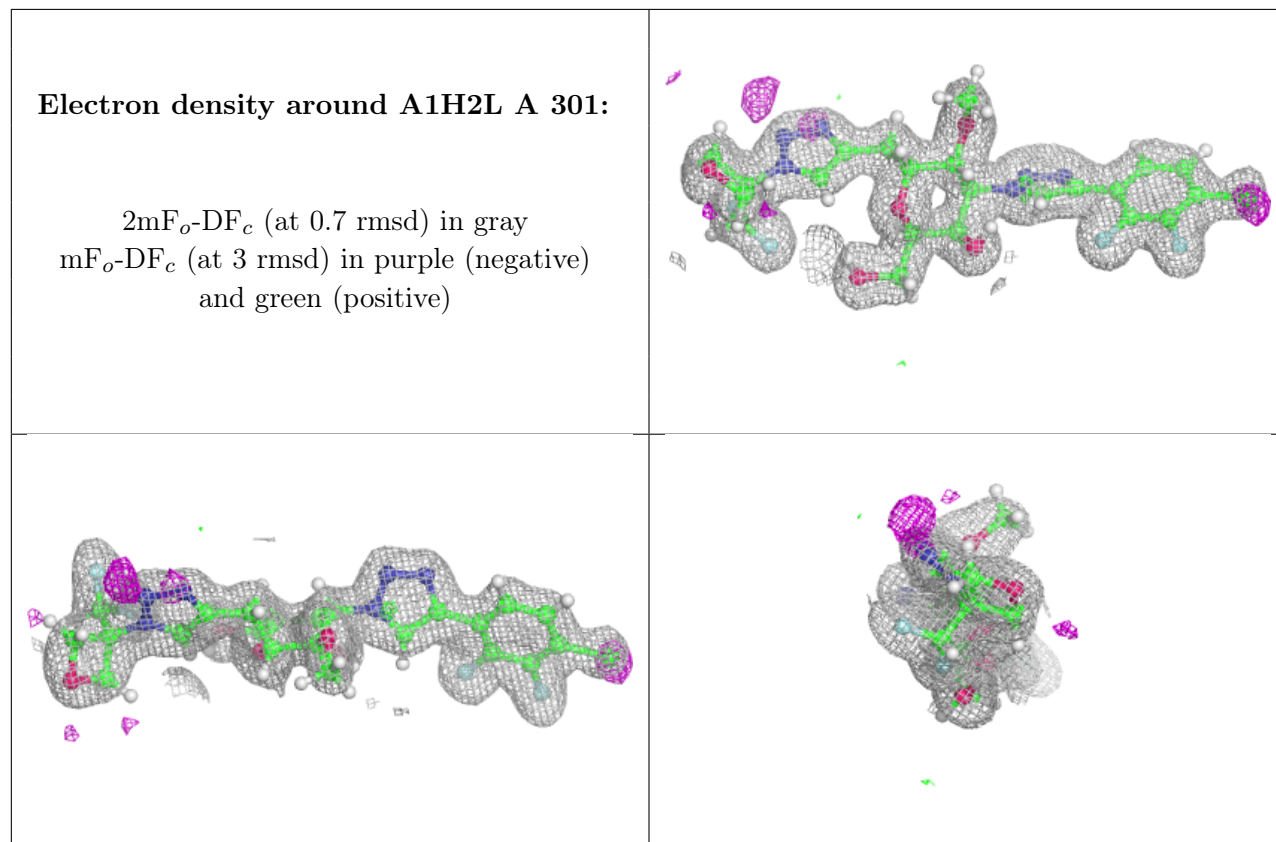 Electron density around A1H2L A 301:
2mFo-DFc (at 0.7 rmsd) in gray
mFo-DFc (at 3 rmsd) in purple (negative)
and green (positive)